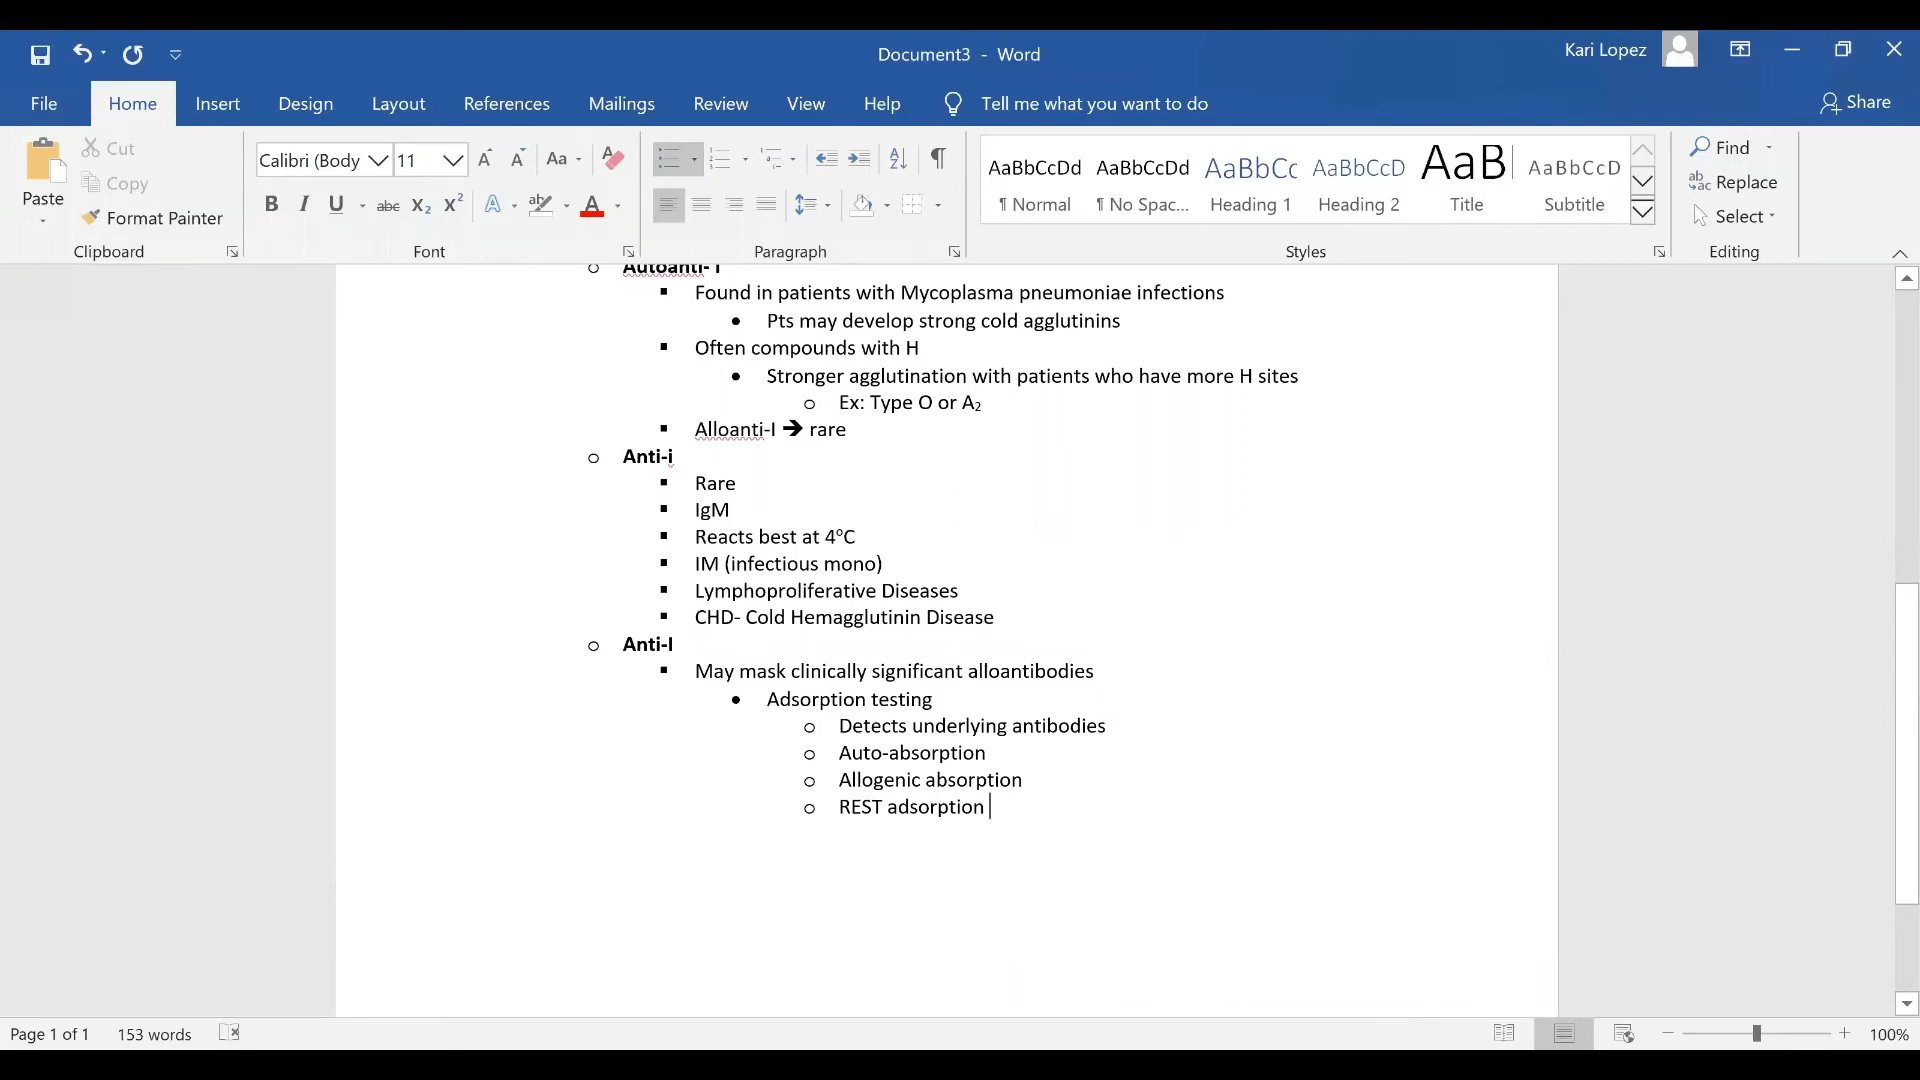 Document3 - Word
Kari Lopez
File Home Insert Design Layout References Mailings Review View Help Tell me what you want to do Share
Paste
Cut
Copy
Format Painter
Clipboard
Calibri (Body 11
Font
Paragraph
AaBbCcDd AaBbCcDd AaBbCc AaBbCcD AaB AaBbCcD
¶ Normal ¶ No Spac... Heading 1 Heading 2 Title Subtitle
Styles
Find
Replace
Select
Editing
Autoanti- I
Found in patients with Mycoplasma pneumoniae infections
Pts may develop strong cold agglutinins
Often compounds with H
Stronger agglutination with patients who have more H sites
Ex: Type O or A₂
Alloanti-I ➔ rare
Anti-i
Rare
IgM
Reacts best at 4°C
IM (infectious mono)
Lymphoproliferative Diseases
CHD- Cold Hemagglutinin Disease
Anti-I
May mask clinically significant alloantibodies
Adsorption testing
Detects underlying antibodies
Auto-absorption
Allogenic absorption
REST adsorption
Page 1 of 1 153 words 100%